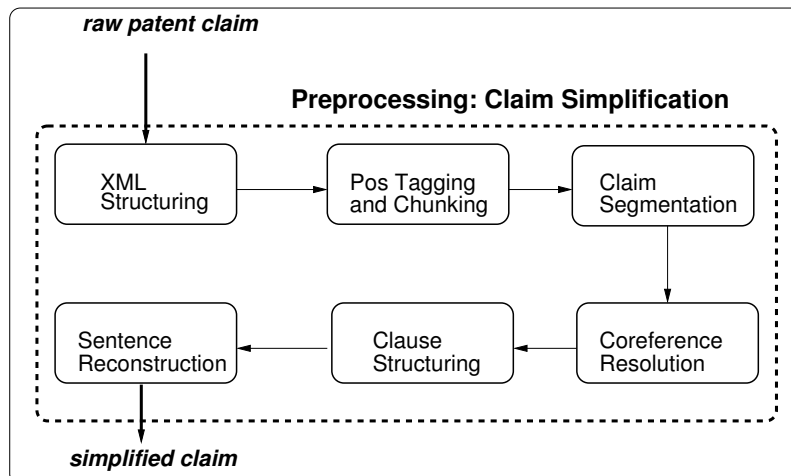 raw patent claim
Preprocessing: Claim Simplification
XML
Structuring
Pos Tagging
and Chunking
Claim
Segmentation
Coreference
Resolution
Clause
Structuring
Sentence
Reconstruction
simplified claim